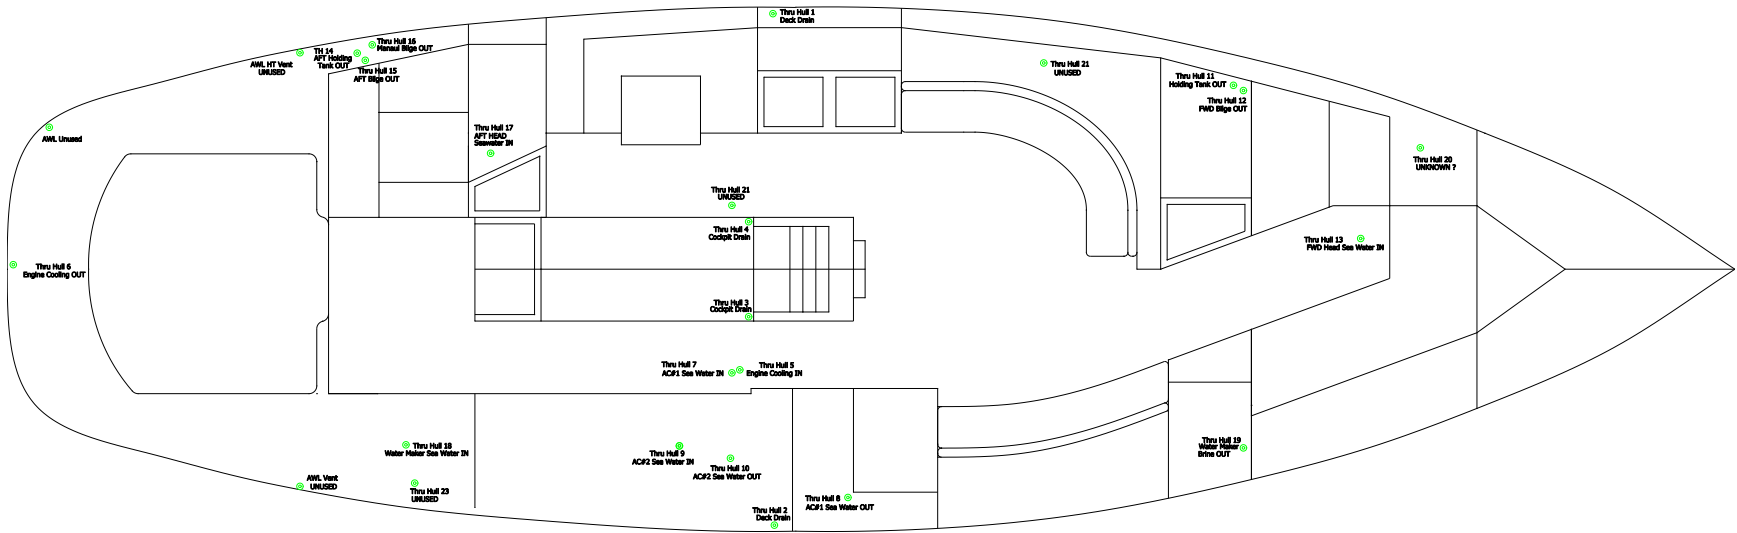 Thru Hull 1
Deck Drain
Thru Hull 16
Manaul Bilge OUT
TH 14
AFT Holding
Tank OUT
AWL HT Vent
UNUSED
Thru Hull 15
AFT Bilge OUT
Thru Hull 21
UNUSED
Thru Hull 11
Holding Tank OUT
Thru Hull 12
FWD Bilge OUT
AWL Unused
Thru Hull 17
AFT HEAD
Seawater IN
Thru Hull 20
UNKNOWN ?
Thru Hull 21
UNUSED
Thru Hull 4
Cockpit Drain
Thru Hull 13
FWD Head Sea Water IN
Thru Hull 6
Engine Cooling OUT
Thru Hull 3
Cockpit Drain
Thru Hull 7
AC#1 Sea Water IN
Thru Hull 5
Engine Cooling IN
Thru Hull 18
Water Maker Sea Water IN
Thru Hull 9
AC#2 Sea Water IN
Thru Hull 10
AC#2 Sea Water OUT
Thru Hull 19
Water Maker
Brine OUT
AWL Vent
UNUSED
Thru Hull 23
UNUSED
Thru Hull 8
AC#1 Sea Water OUT
Thru Hull 2
Deck Drain